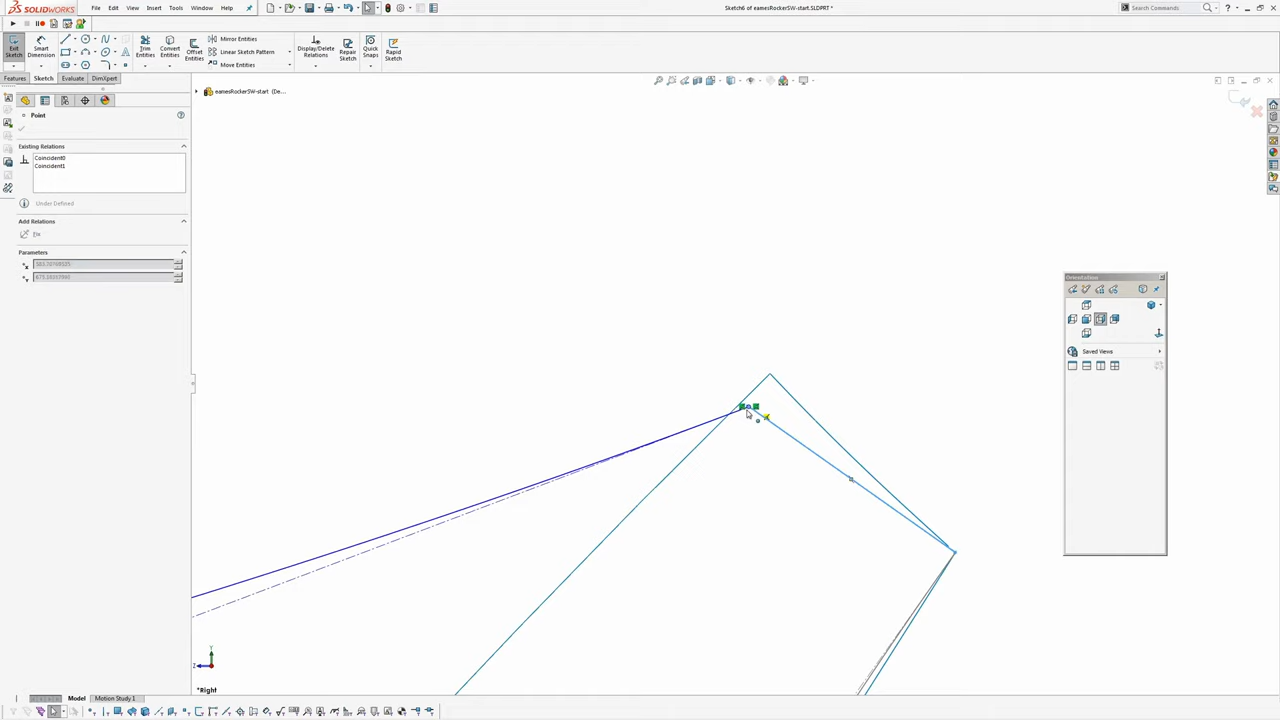 SOLIDWORKS File Edit View Insert Tools Window Help
Sketch6 of eamesRockerSW-start.SLDPRT *
Search Commands
Exit Sketch
Smart Dimension
Trim Entities
Convert Entities
Offset Entities
Mirror Entities
Linear Sketch Pattern
Move Entities
Display/Delete Relations
Repair Sketch
Quick Snaps
Rapid Sketch
Features Sketch Evaluate DimXpert
eamesRockerSW-start (De...
Point
Existing Relations
Coincident0
Coincident1
Under Defined
Add Relations
Fix
Parameters
Orientation
Saved Views
Y
Z
*Right
Model Motion Study 1